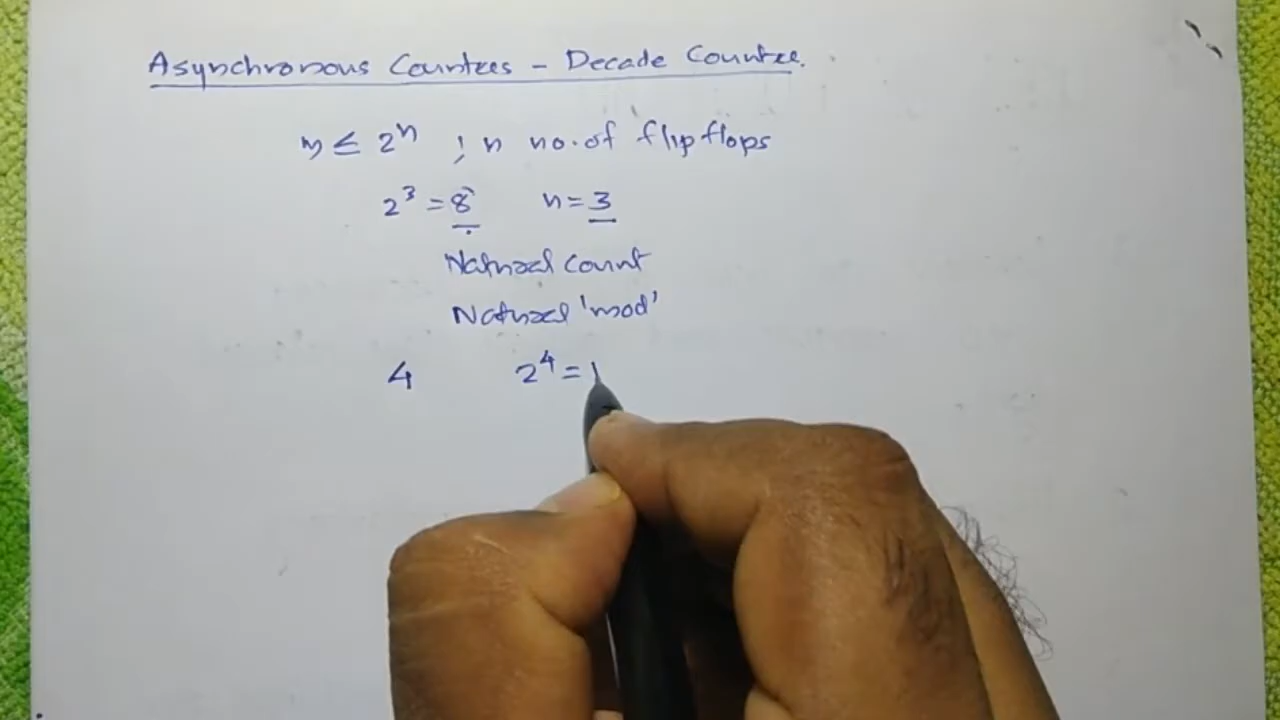 Asynchronous Counters - Decade Counter.
m ≤ 2ⁿ ; n no. of flip flops
2³ = 8 n = 3
Natural Count
Natural 'mod'
4 2⁴ = 1